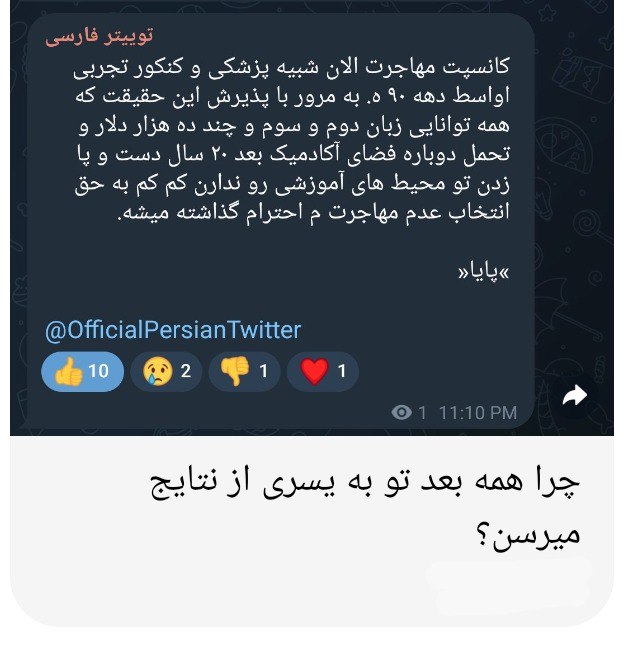 توییتر فارسی
کانسپت مهاجرت الان شبیه پزشکی و کنکور تجربی
اواسط دهه ۹۰ ه. به مرور با پذیرش این حقیقت که
همه توانایی زبان دوم و سوم و چند ده هزار دلار و
تحمل دوباره فضای آکادمیک بعد ۲۰ سال دست و پا
زدن تو محیط های آموزشی رو ندارن کم کم به حق
انتخاب عدم مهاجرت م احترام گذاشته میشه.
»پایا«
@OfficialPersianTwitter
10 2 1 1
1 11:10 PM
چرا همه بعد تو به یسری از نتایج
میرسن؟